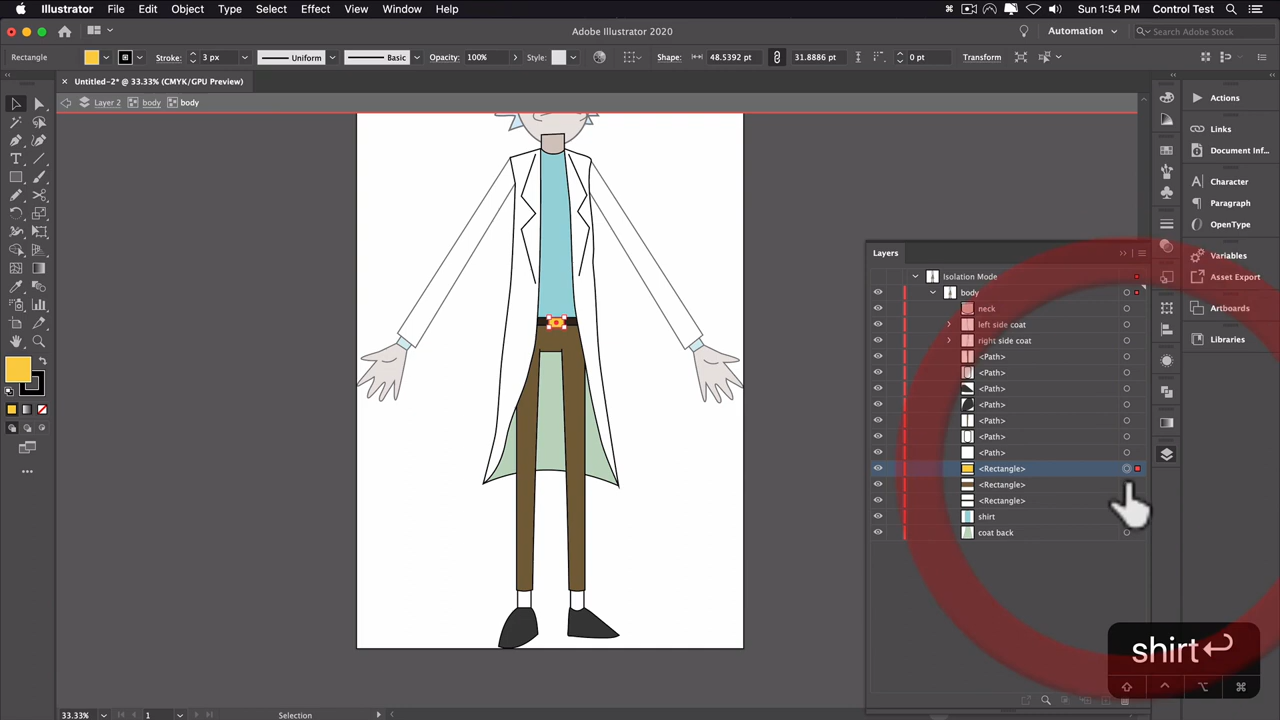 Illustrator File Edit Object Type Select Effect View Window Help Sun 1:54 PM Control Test
Adobe Illustrator 2020 Automation Search Adobe Stock
Rectangle Stroke: 3 px Uniform Basic Opacity: 100% Style: Shape: 48.5392 pt 31.8886 pt 0 pt Transform
Untitled-2* @ 33.33% (CMYK/GPU Preview)
Layer 2 body body
Actions
Links
Document Inf...
Character
Paragraph
OpenType
Variables
Asset Export
Artboards
Libraries
Layers
Isolation Mode
body
neck
left side coat
right side coat
<Path>
<Path>
<Path>
<Path>
<Path>
<Path>
<Path>
<Rectangle>
<Rectangle>
<Rectangle>
shirt
coat back
shirt
33.33% 1 Selection